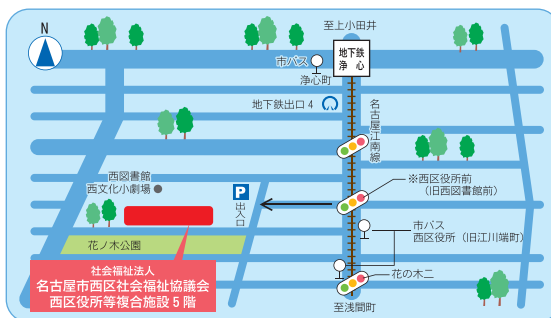 N
至上小田井
地下鉄
浄 心
市バス
浄心町
地下鉄出口 4
名古屋江南線
西図書館
西文化小劇場
P
出入口
※西区役所前
(旧西図書館前)
市バス
西区役所(旧江川端町)
花ノ木公園
花の木二
至浅間町
社会福祉法人
名古屋市西区社会福祉協議会
西区役所等複合施設 5 階